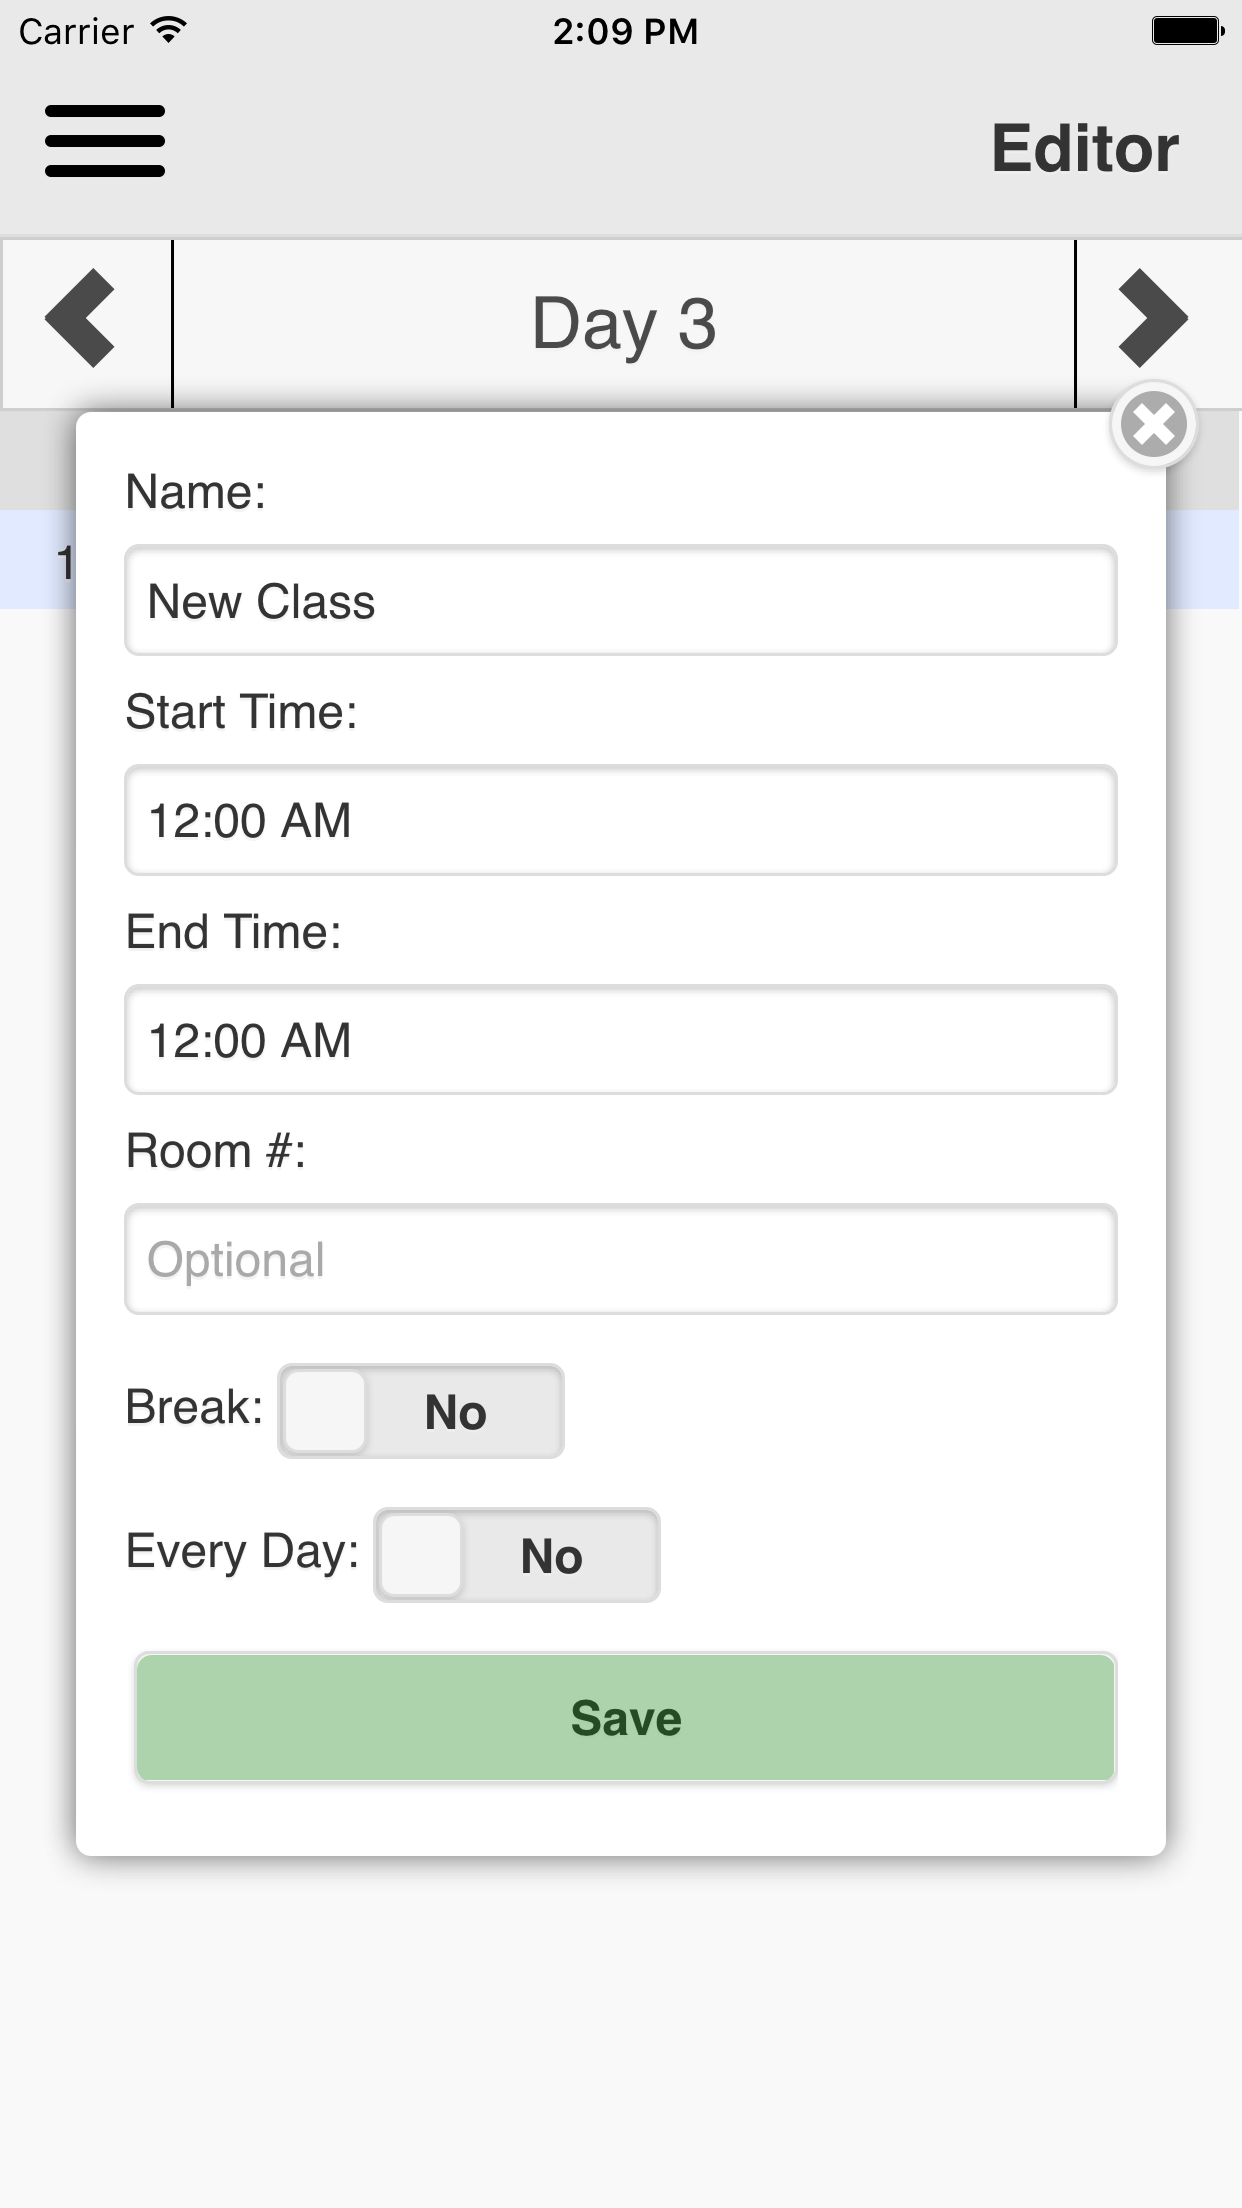 Carrier 2:09 PM
Editor
Day 3
1
Name:
New Class
Start Time:
12:00 AM
End Time:
12:00 AM
Room #:
Optional
Break: No
Every Day: No
Save